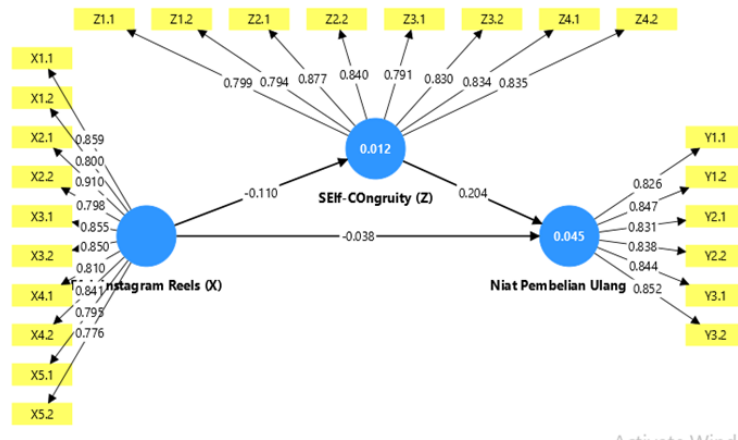 Z1.1 Z1.2 Z2.1 Z2.2 Z3.1 Z3.2 Z4.1 Z4.2
0.799 0.794 0.877 0.840 0.791 0.830 0.834 0.835
X1.1
X1.2
X2.1
X2.2
X3.1
X3.2
X4.1
X4.2
X5.1
X5.2
0.859
0.800
0.910
0.798
0.855
0.850
0.810
0.841
0.795
0.776
Instagram Reels (X)
-0.110
0.012
SElf-COngruity (Z)
0.204
-0.038
0.045
Niat Pembelian Ulang
0.826
0.847
0.831
0.838
0.844
0.852
Y1.1
Y1.2
Y2.1
Y2.2
Y3.1
Y3.2